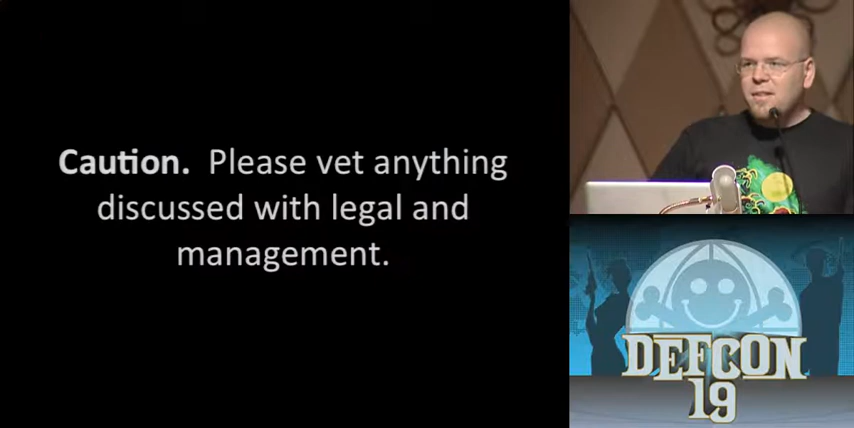 Caution. Please vet anything
discussed with legal and
management.
DEFCON
19